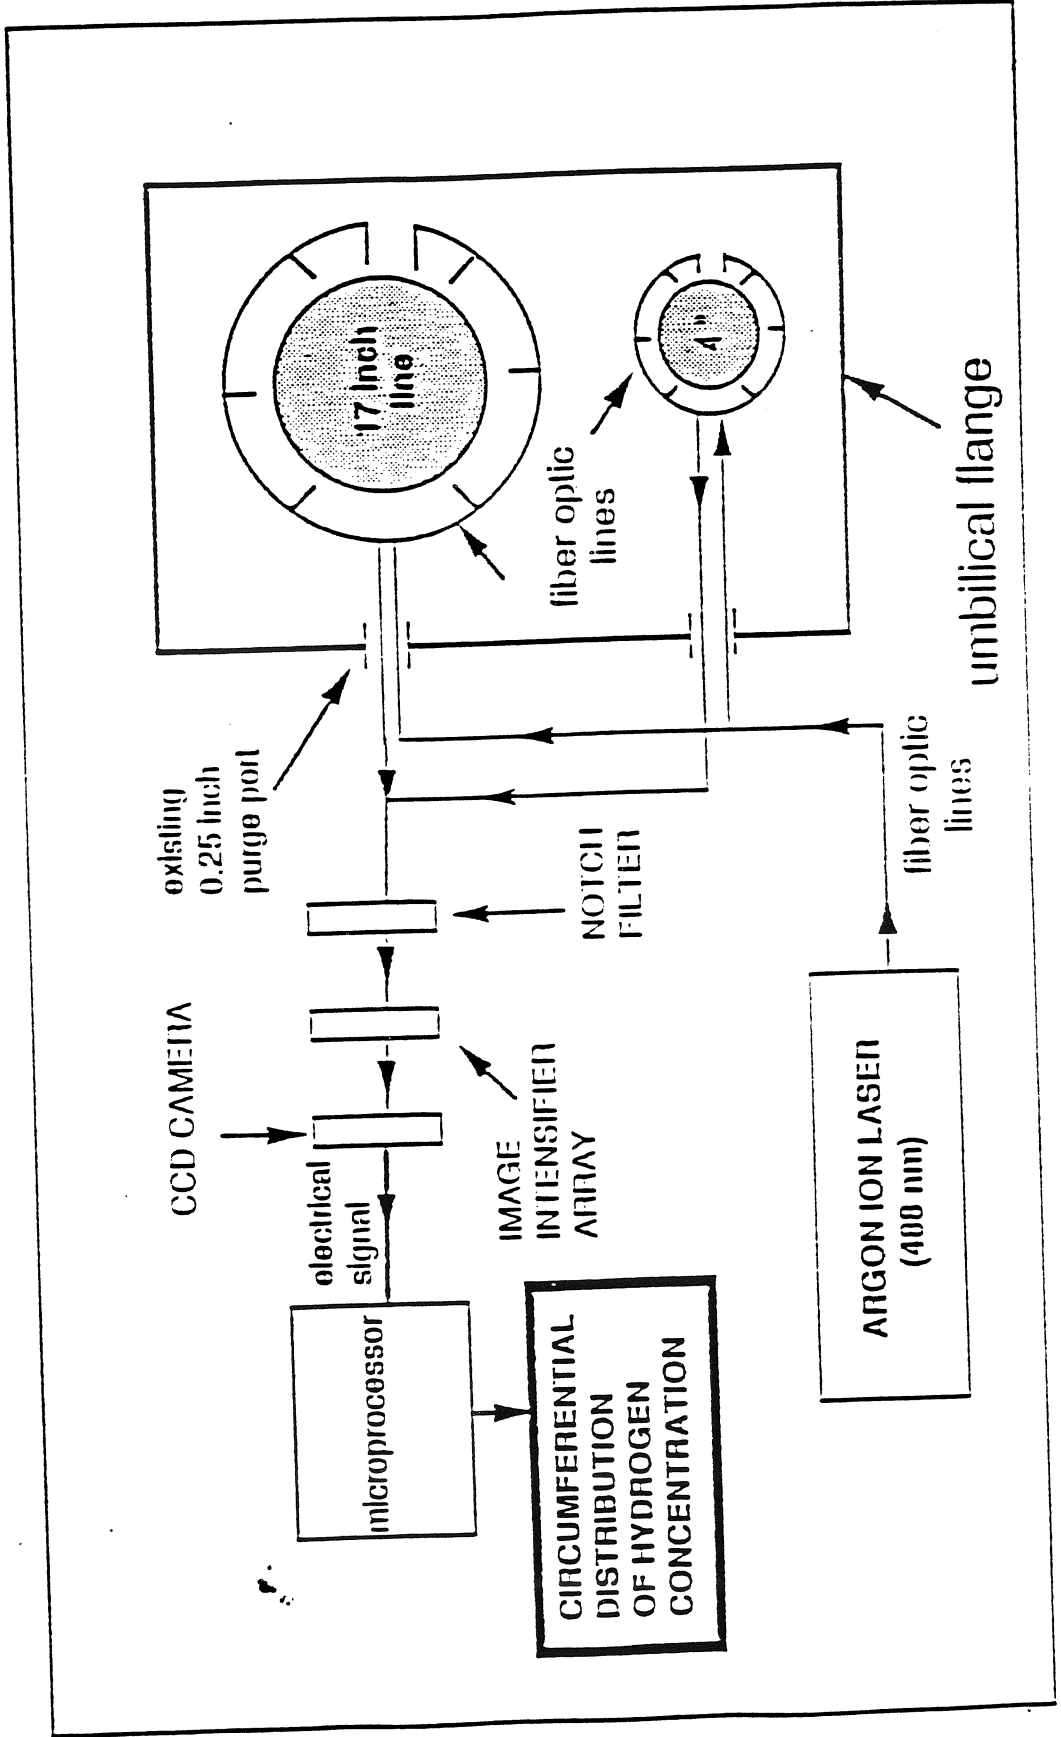 CCD CAMERA
existing
0.25 inch
purge port
17 inch
line
electrical
signal
microprocessor
IMAGE
INTENSIFIER
ARRAY
NOTCH
FILTER
fiber optic
lines
4"
CIRCUMFERENTIAL
DISTRIBUTION
OF HYDROGEN
CONCENTRATION
ARGON ION LASER
(488 nm)
fiber optic
lines
umbilical flange